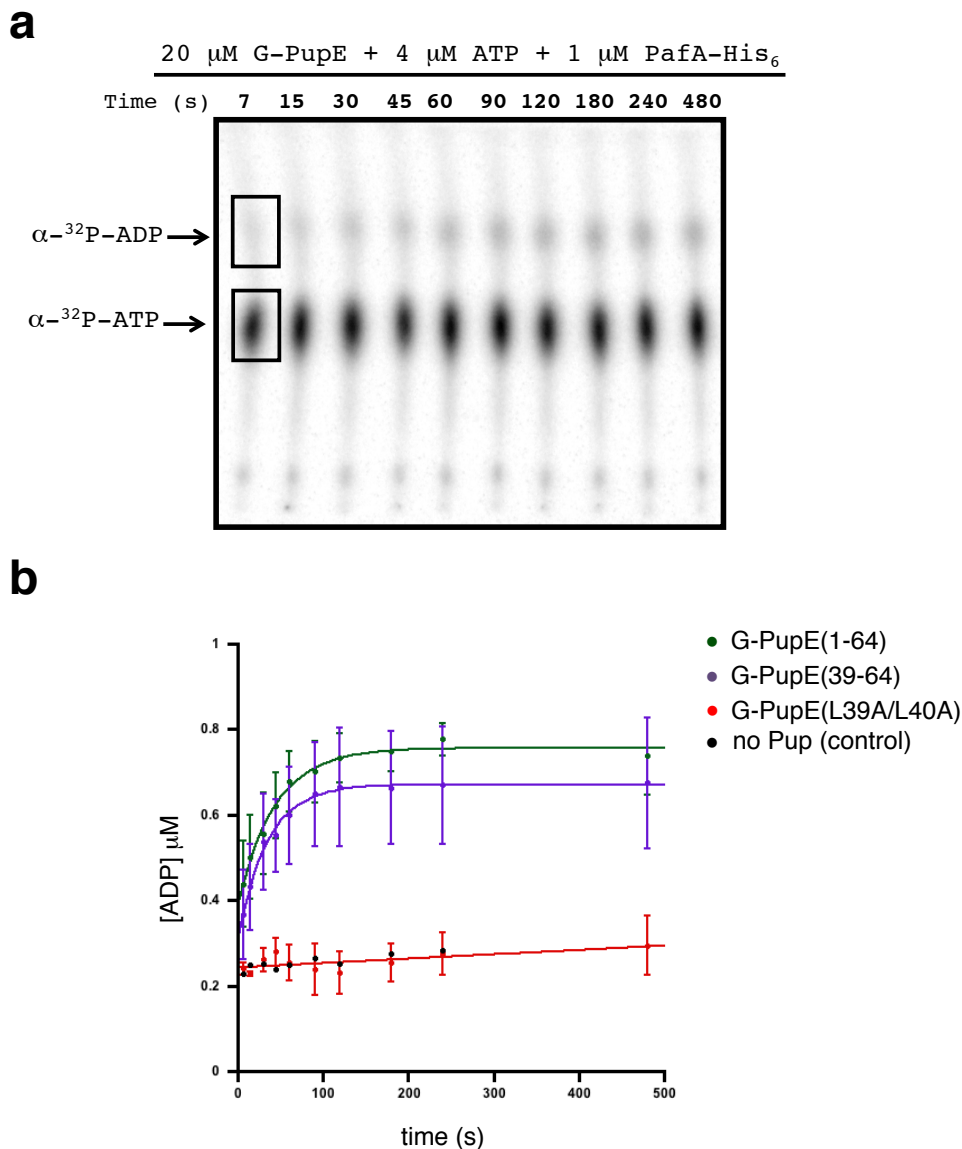 a
20 μM G-PupE + 4 μM ATP + 1 μM PafA-His6
Time (s) 7 15 30 45 60 90 120 180 240 480
α-32P-ADP
α-32P-ATP
b
G-PupE(1-64)
G-PupE(39-64)
G-PupE(L39A/L40A)
no Pup (control)
[ADP] μM
1
0.8
0.6
0.4
0.2
0
0 100 200 300 400 500
time (s)